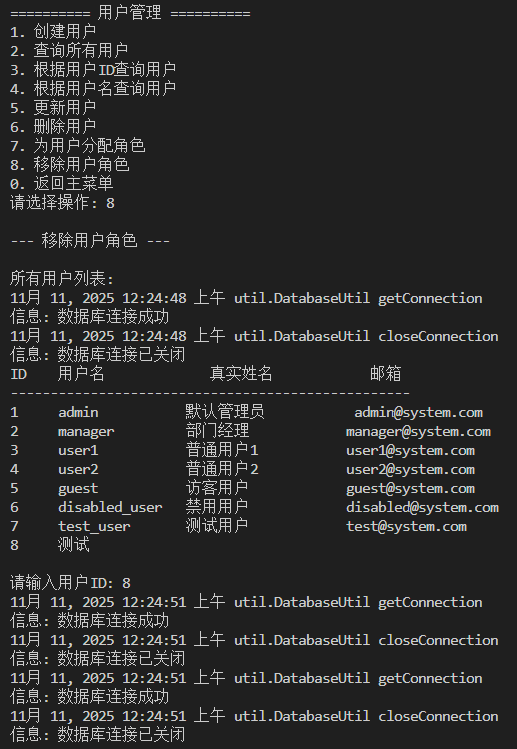 ========== 用户管理 ==========
1. 创建用户
2. 查询所有用户
3. 根据用户ID查询用户
4. 根据用户名查询用户
5. 更新用户
6. 删除用户
7. 为用户分配角色
8. 移除用户角色
0. 返回主菜单
请选择操作: 8
--- 移除用户角色 ---
所有用户列表:
11月 11, 2025 12:24:48 上午 util.DatabaseUtil getConnection
信息: 数据库连接成功
11月 11, 2025 12:24:48 上午 util.DatabaseUtil closeConnection
信息: 数据库连接已关闭
ID 用户名 真实姓名 邮箱
--------------------------------------------------
1 admin 默认管理员 admin@system.com
2 manager 部门经理 manager@system.com
3 user1 普通用户1 user1@system.com
4 user2 普通用户2 user2@system.com
5 guest 访客用户 guest@system.com
6 disabled_user 禁用用户 disabled@system.com
7 test_user 测试用户 test@system.com
8 测试
请输入用户ID: 8
11月 11, 2025 12:24:51 上午 util.DatabaseUtil getConnection
信息: 数据库连接成功
11月 11, 2025 12:24:51 上午 util.DatabaseUtil closeConnection
信息: 数据库连接已关闭
11月 11, 2025 12:24:51 上午 util.DatabaseUtil getConnection
信息: 数据库连接成功
11月 11, 2025 12:24:51 上午 util.DatabaseUtil closeConnection
信息: 数据库连接已关闭